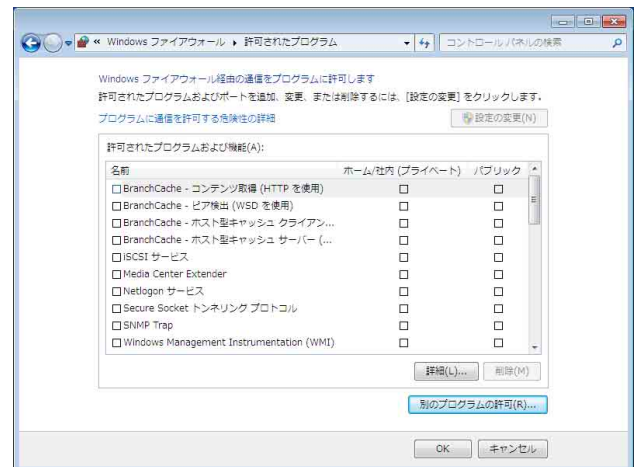 « Windows ファイアウォール ▸ 許可されたプログラム
コントロール パネルの検索
Windows ファイアウォール経由の通信をプログラムに許可します
許可されたプログラムおよびポートを追加、変更、または削除するには、[設定の変更] をクリックします。
プログラムに通信を許可する危険性の詳細
設定の変更(N)
許可されたプログラムおよび機能(A):
名前 ホーム/社内 (プライベート) パブリック
BranchCache - コンテンツ取得 (HTTP を使用)
BranchCache - ピア検出 (WSD を使用)
BranchCache - ホスト型キャッシュ クライアン...
BranchCache - ホスト型キャッシュ サーバー (...
iSCSI サービス
Media Center Extender
Netlogon サービス
Secure Socket トンネリング プロトコル
SNMP Trap
Windows Management Instrumentation (WMI)
詳細(L)... 削除(M)
別のプログラムの許可(R)...
OK キャンセル